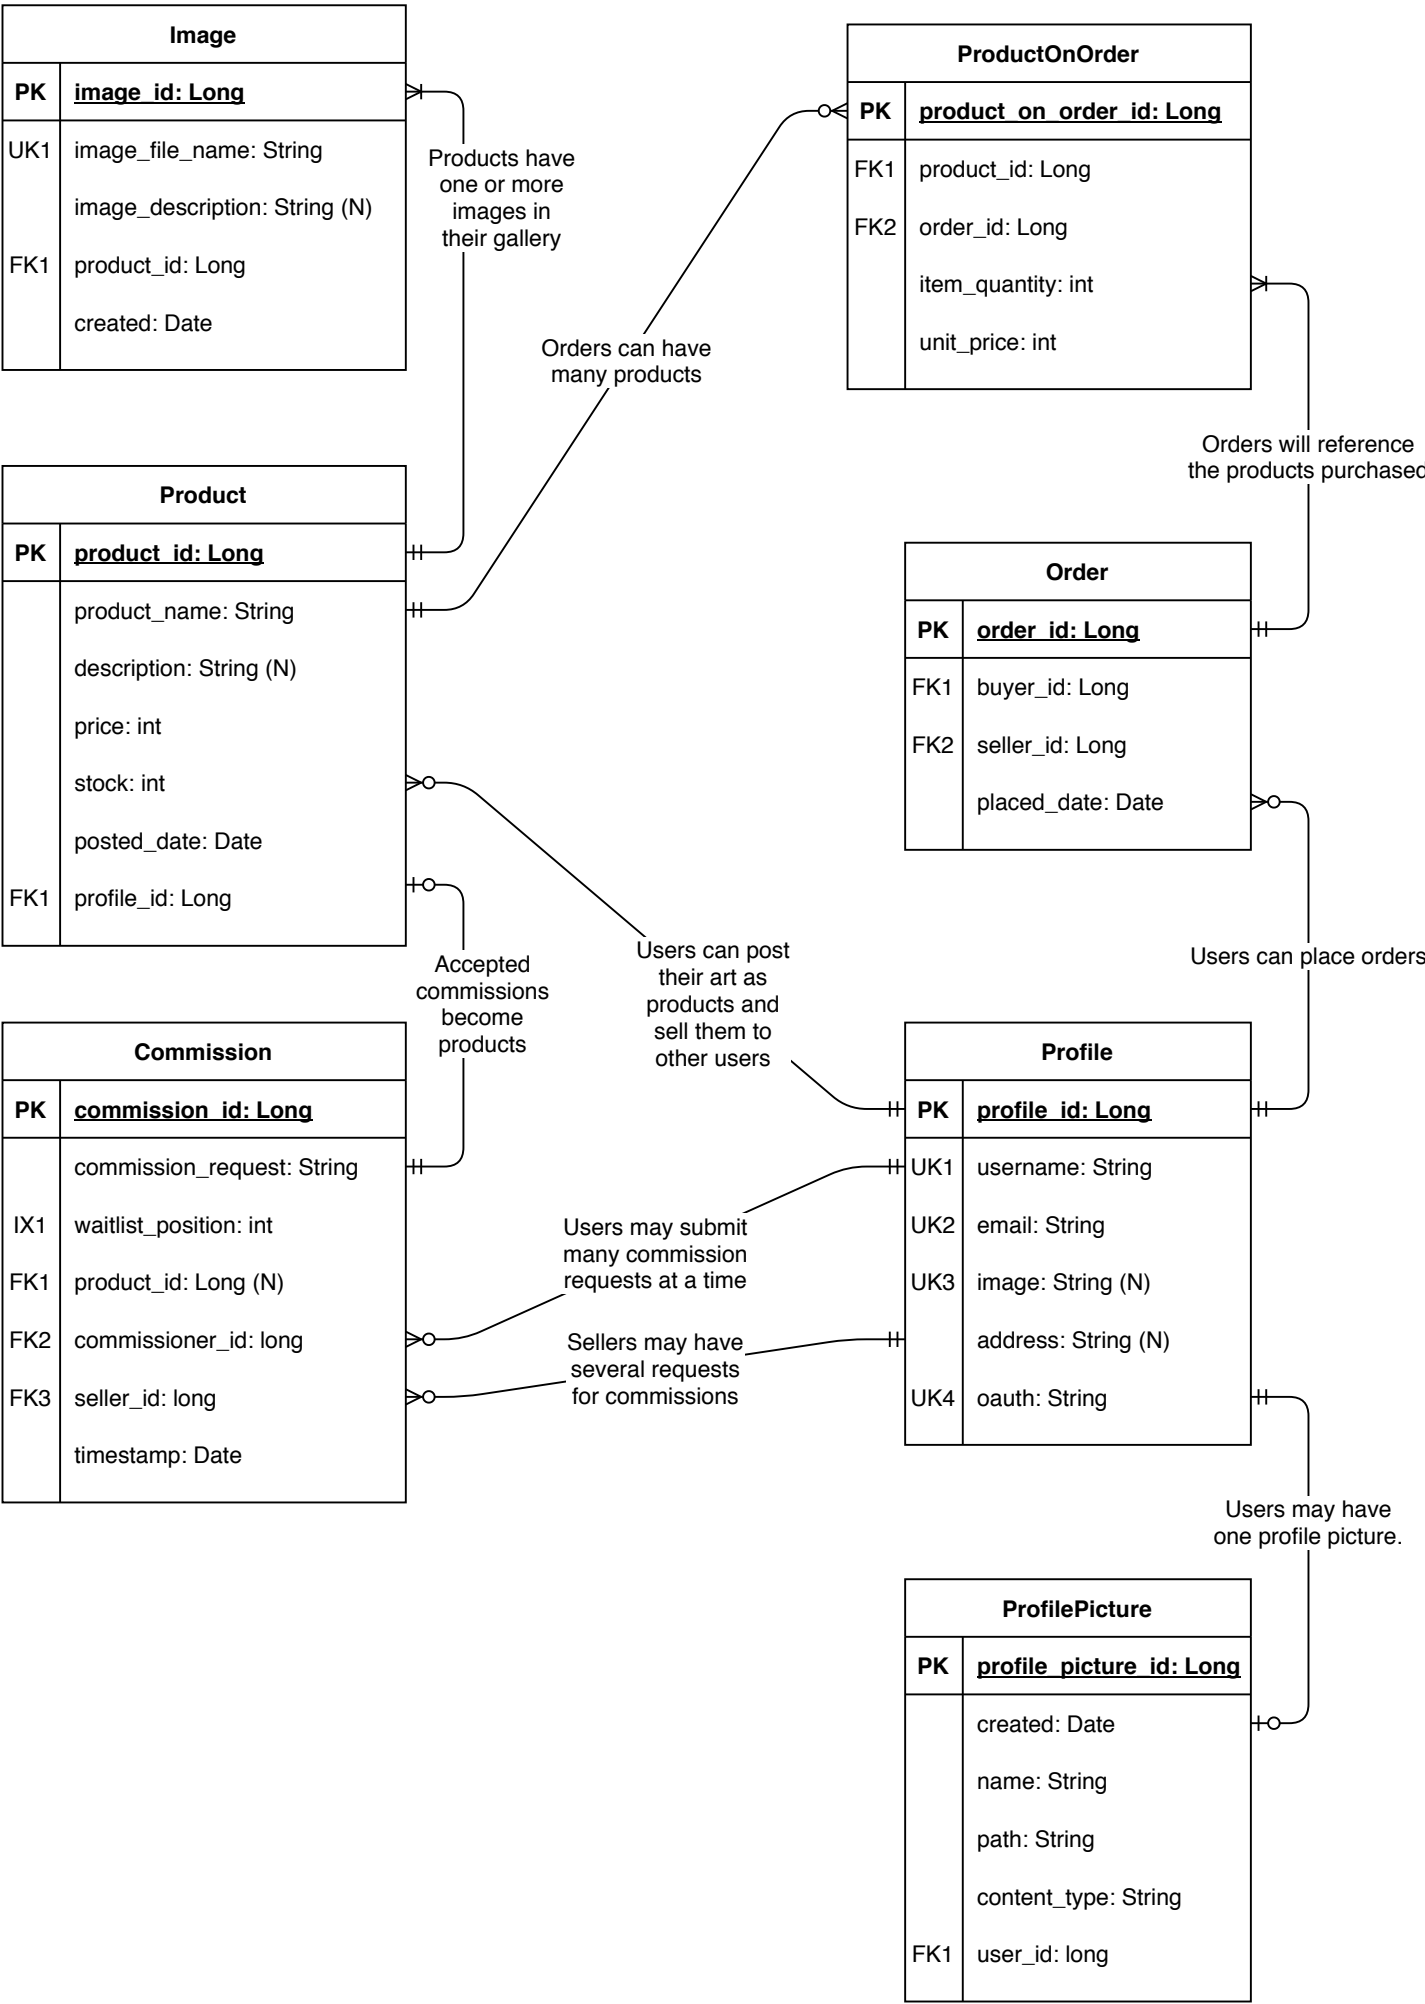 Image
PK image_id: Long
UK1 image_file_name: String
image_description: String (N)
FK1 product_id: Long
created: Date
Products have
one or more
images in
their gallery
ProductOnOrder
PK product_on_order_id: Long
FK1 product_id: Long
FK2 order_id: Long
item_quantity: int
unit_price: int
Orders can have
many products
Orders will reference
the products purchased
Product
PK product_id: Long
product_name: String
description: String (N)
price: int
stock: int
posted_date: Date
FK1 profile_id: Long
Order
PK order_id: Long
FK1 buyer_id: Long
FK2 seller_id: Long
placed_date: Date
Accepted
commissions
become
products
Users can post
their art as
products and
sell them to
other users
Users can place orders
Commission
PK commission_id: Long
commission_request: String
IX1 waitlist_position: int
FK1 product_id: Long (N)
FK2 commissioner_id: long
FK3 seller_id: long
timestamp: Date
Users may submit
many commission
requests at a time
Sellers may have
several requests
for commissions
Profile
PK profile_id: Long
UK1 username: String
UK2 email: String
UK3 image: String (N)
address: String (N)
UK4 oauth: String
Users may have
one profile picture.
ProfilePicture
PK profile_picture_id: Long
created: Date
name: String
path: String
content_type: String
FK1 user_id: long